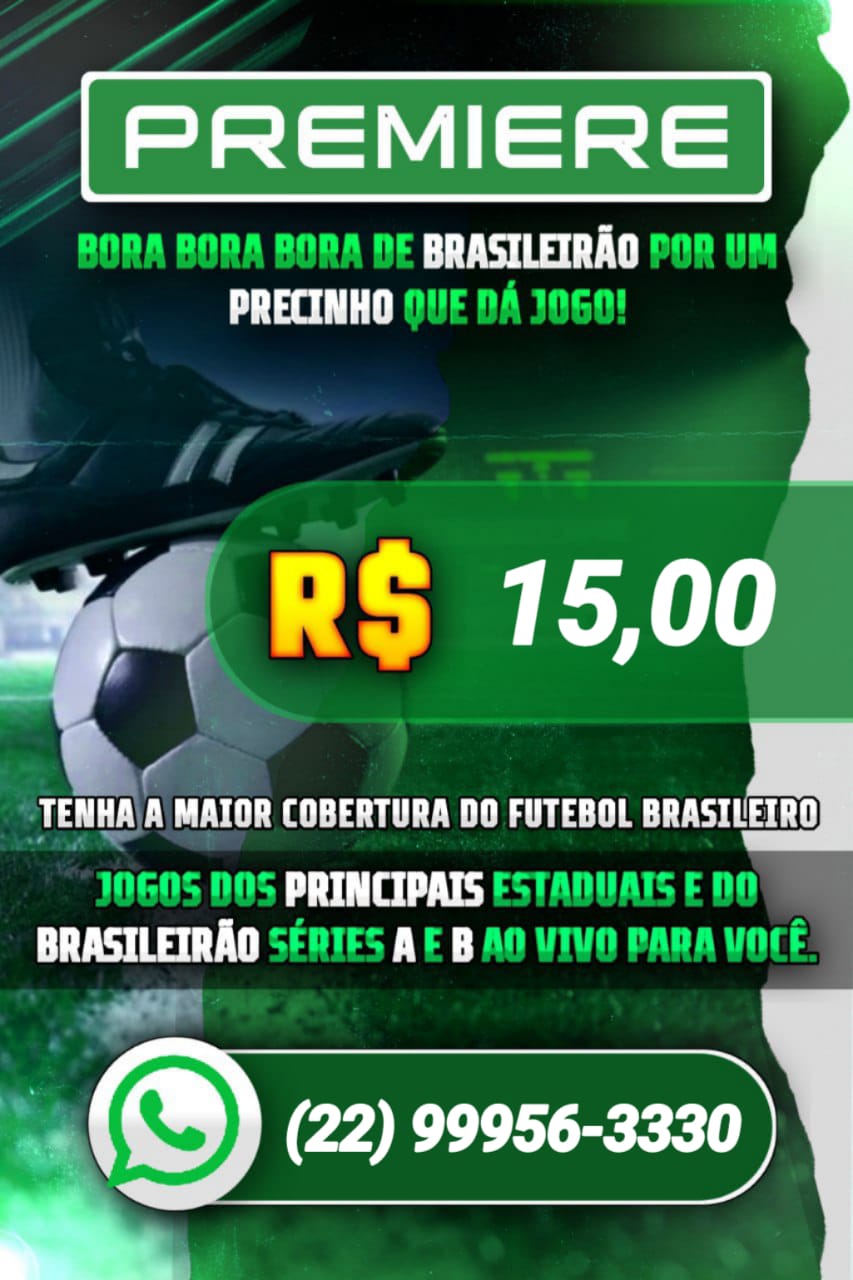 PREMIERE
BORA BORA BORA DE BRASILEIRÃO POR UM
PRECINHO QUE DÁ JOGO!
R$ 15,00
TENHA A MAIOR COBERTURA DO FUTEBOL BRASILEIRO
JOGOS DOS PRINCIPAIS ESTADUAIS E DO
BRASILEIRÃO SÉRIES A E B AO VIVO PARA VOCÊ.
(22) 99956-3330